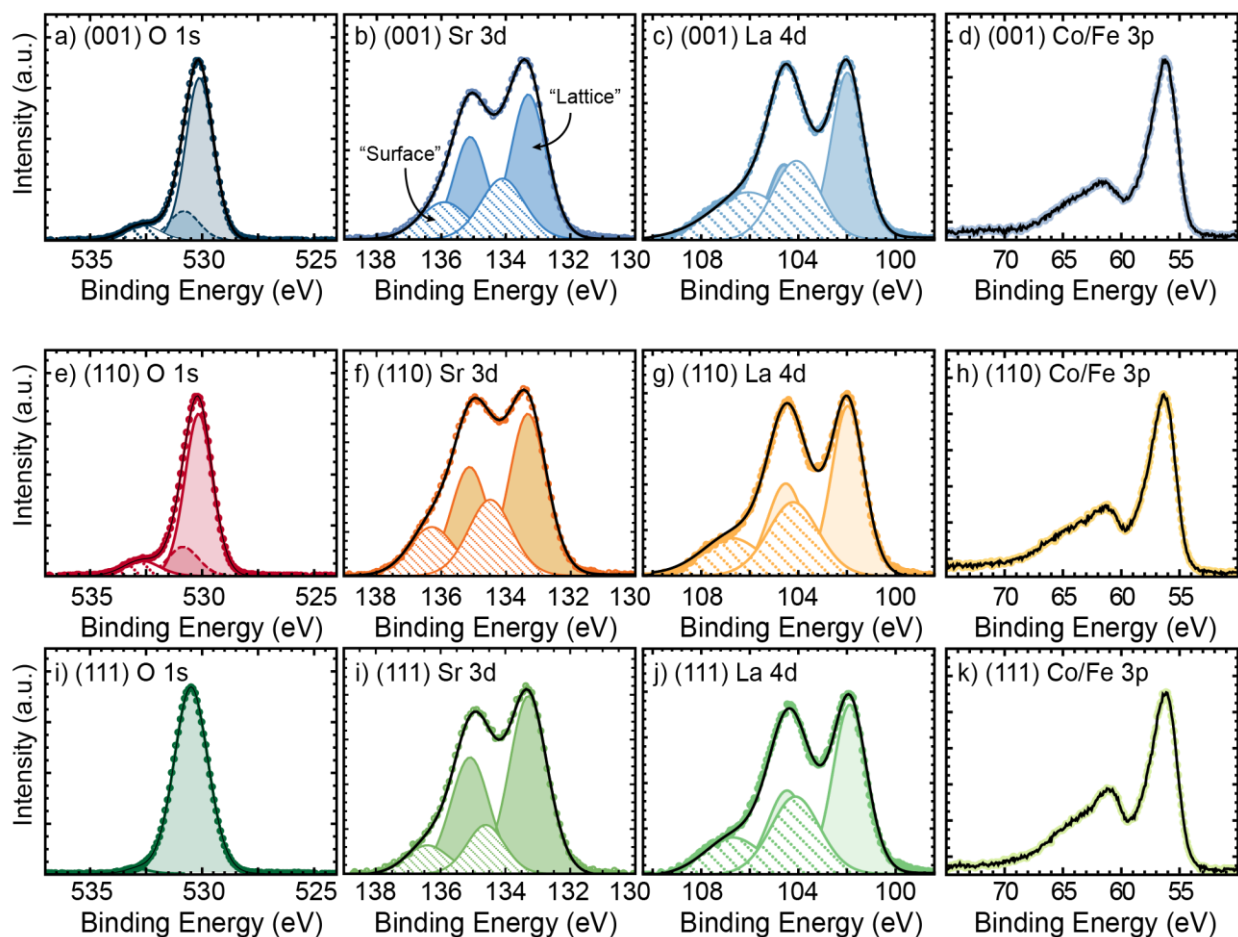 a) (001) O 1s
b) (001) Sr 3d
c) (001) La 4d
d) (001) Co/Fe 3p
Intensity (a.u.)
“Surface”
“Lattice”
535 530 525
138 136 134 132 130
108 104 100
70 65 60 55
Binding Energy (eV)
Binding Energy (eV)
Binding Energy (eV)
Binding Energy (eV)
e) (110) O 1s
f) (110) Sr 3d
g) (110) La 4d
h) (110) Co/Fe 3p
Intensity (a.u.)
535 530 525
138 136 134 132 130
108 104 100
70 65 60 55
Binding Energy (eV)
Binding Energy (eV)
Binding Energy (eV)
Binding Energy (eV)
i) (111) O 1s
i) (111) Sr 3d
j) (111) La 4d
k) (111) Co/Fe 3p
Intensity (a.u.)
535 530 525
138 136 134 132 130
108 104 100
70 65 60 55
Binding Energy (eV)
Binding Energy (eV)
Binding Energy (eV)
Binding Energy (eV)